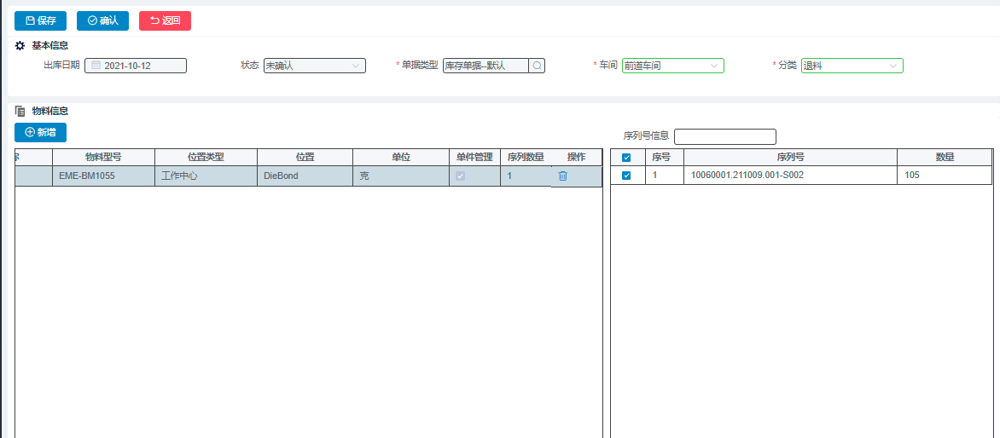 保存 确认 返回
基本信息
出库日期 2021-10-12 状态 未确认 * 单据类型 库存单据--默认 * 车间 前道车间 * 分类 退料
物料信息
新增
序列号信息
物料型号 位置类型 位置 单位 单件管理 序列数量 操作
EME-BM1055 工作中心 DieBond 克 1
序号 序列号 数量
1 10060001.211009.001-S002 105